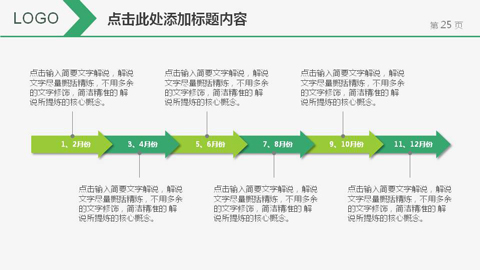 LOGO
点击此处添加标题内容
第 25 页
点击输入简要文字解说，解说
文字尽量概括精炼，不用多余
的文字修饰，简洁精准的 解
说所提炼的核心概念。
点击输入简要文字解说，解说
文字尽量概括精炼，不用多余
的文字修饰，简洁精准的 解
说所提炼的核心概念。
点击输入简要文字解说，解说
文字尽量概括精炼，不用多余
的文字修饰，简洁精准的 解
说所提炼的核心概念。
1、2月份
3、4月份
5、6月份
7、8月份
9、10月份
11、12月份
点击输入简要文字解说，解说
文字尽量概括精炼，不用多余
的文字修饰，简洁精准的 解
说所提炼的核心概念。
点击输入简要文字解说，解说
文字尽量概括精炼，不用多余
的文字修饰，简洁精准的 解
说所提炼的核心概念。
点击输入简要文字解说，解说
文字尽量概括精炼，不用多余
的文字修饰，简洁精准的 解
说所提炼的核心概念。